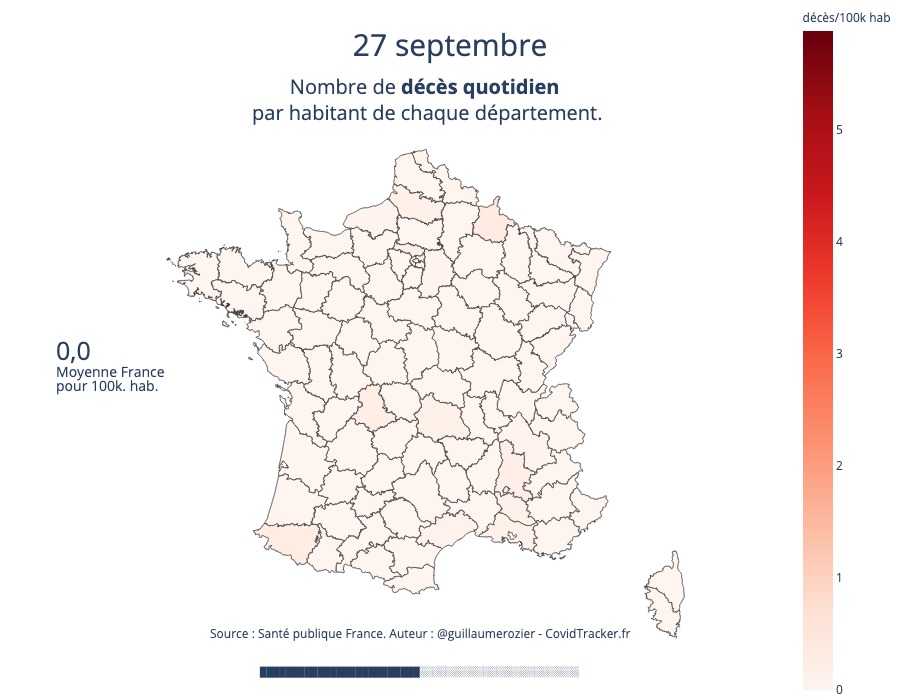 décès/100k hab
27 septembre
Nombre de décès quotidien
par habitant de chaque département.
5
4
3
2
1
0
0,0
Moyenne France
pour 100k. hab.
Source : Santé publique France. Auteur : @guillaumerozier - CovidTracker.fr